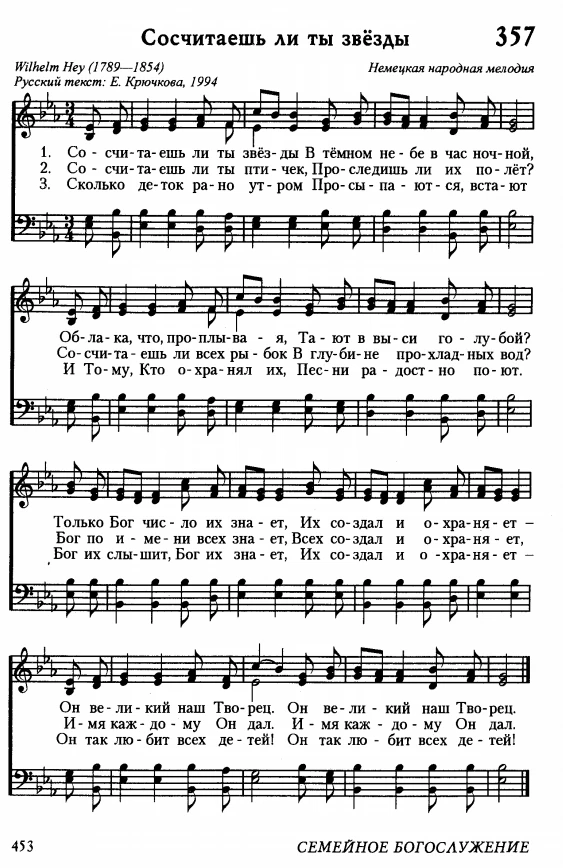 Сосчитаешь ли ты звёзды 357
Wilhelm Hey (1789—1854) Немецкая народная мелодия
Русский текст: Е. Крючкова, 1994
1. Со - счи-та-ешь ли ты звёз-ды В тёмном не-бе в час ноч-ной,
2. Со - счи-та-ешь ли ты пти-чек, Про-следишь ли их по-лёт?
3. Сколько де-ток ра-но ут-ром Про-сы-па-ют-ся, вста-ют
Об-ла-ка, что, про-плы-ва - я, Та-ют в вы-си го-лу-бой?
Со-счи-та-ешь ли всех ры-бок В глу-би-не про-хлад-ных вод?
И То-му, Кто о-хра-нял их, Пес-ни ра-дост-но по-ют.
Только Бог чис-ло их зна-ет, Их со-здал и о-хра-ня-ет –
Бог по и-ме-ни всех зна-ет, Всех со-здал и о-хра-ня-ет,
Бог их слы-шит, Бог их зна-ет, Их со-здал и о-хра-ня-ет –
Он ве-ли-кий наш Тво-рец. Он ве-ли-кий наш Тво-рец.
И-мя каж-до-му Он дал. И-мя каж-до-му Он дал.
Он так лю-бит всех де-тей! Он так лю-бит всех де-тей!
453 СЕМЕЙНОЕ БОГОСЛУЖЕНИЕ